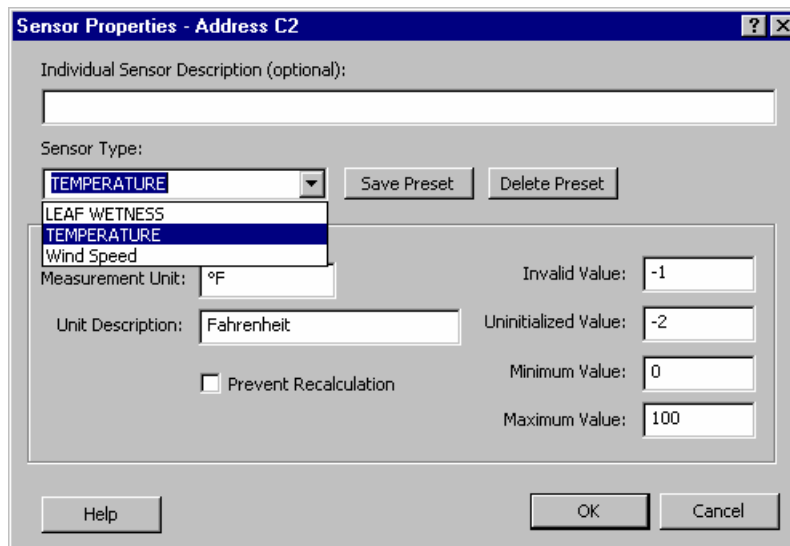 Sensor Properties - Address C2
Individual Sensor Description (optional):
Sensor Type:
TEMPERATURE
Save Preset
Delete Preset
LEAF WETNESS
TEMPERATURE
Wind Speed
Measurement Unit: °F
Invalid Value: -1
Unit Description: Fahrenheit
Uninitialized Value: -2
Prevent Recalculation
Minimum Value: 0
Maximum Value: 100
Help
OK
Cancel